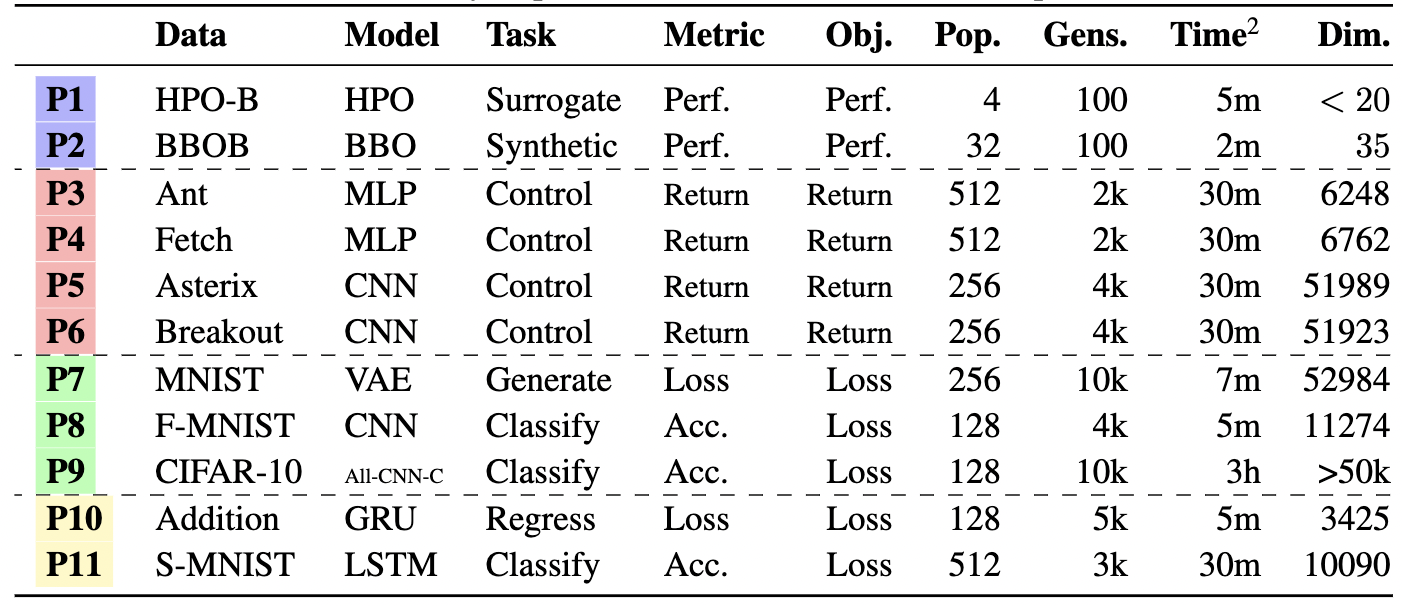 Data Model Task Metric Obj. Pop. Gens. Time² Dim.
P1 HPO-B HPO Surrogate Perf. Perf. 4 100 5m < 20
P2 BBOB BBO Synthetic Perf. Perf. 32 100 2m 35
P3 Ant MLP Control Return Return 512 2k 30m 6248
P4 Fetch MLP Control Return Return 512 2k 30m 6762
P5 Asterix CNN Control Return Return 256 4k 30m 51989
P6 Breakout CNN Control Return Return 256 4k 30m 51923
P7 MNIST VAE Generate Loss Loss 256 10k 7m 52984
P8 F-MNIST CNN Classify Acc. Loss 128 4k 5m 11274
P9 CIFAR-10 All-CNN-C Classify Acc. Loss 128 10k 3h >50k
P10 Addition GRU Regress Loss Loss 128 5k 5m 3425
P11 S-MNIST LSTM Classify Acc. Loss 512 3k 30m 10090